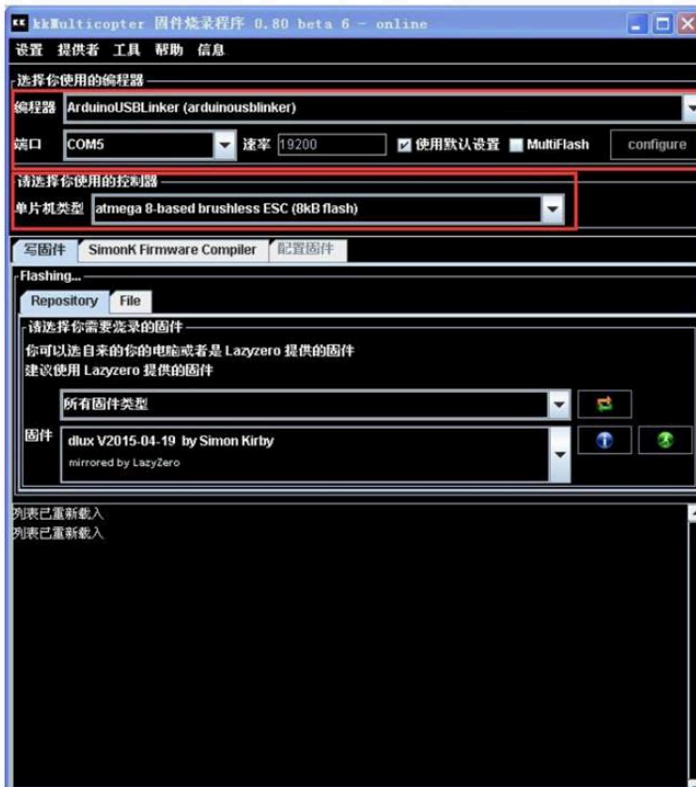 kkMulticopter 固件烧录程序 0.80 beta 6 - online
设置 提供者 工具 帮助 信息
选择你使用的编程器
编程器 ArduinoUSBLinker (arduinousblinker)
端口 COM5 速率 19200 使用默认设置 MultiFlash configure
请选择你使用的控制器
单片机类型 atmega 8-based brushless ESC (8kB flash)
写固件 SimonK Firmware Compiler 配置固件
Flashing...
Repository File
请选择你需要烧录的固件
你可以选自来的你的电脑或者是 Lazyzero 提供的固件
建议使用 Lazyzero 提供的固件
所有固件类型
固件 dlux V2015-04-19 by Simon Kirby
mirrored by LazyZero
列表已重新载入
列表已重新载入